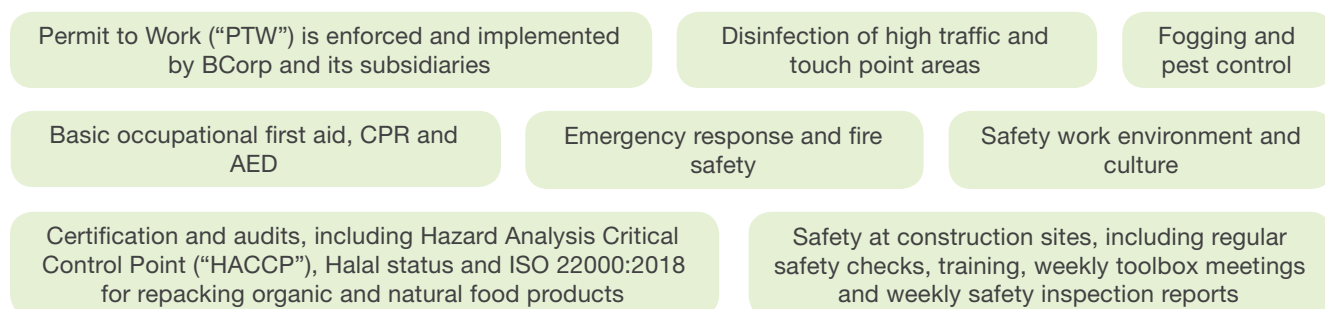 Permit to Work (“PTW”) is enforced and implemented
by BCorp and its subsidiaries
Disinfection of high traffic and
touch point areas
Fogging and
pest control
Basic occupational first aid, CPR and
AED
Emergency response and fire
safety
Safety work environment and
culture
Certification and audits, including Hazard Analysis Critical
Control Point (“HACCP”), Halal status and ISO 22000:2018
for repacking organic and natural food products
Safety at construction sites, including regular
safety checks, training, weekly toolbox meetings
and weekly safety inspection reports